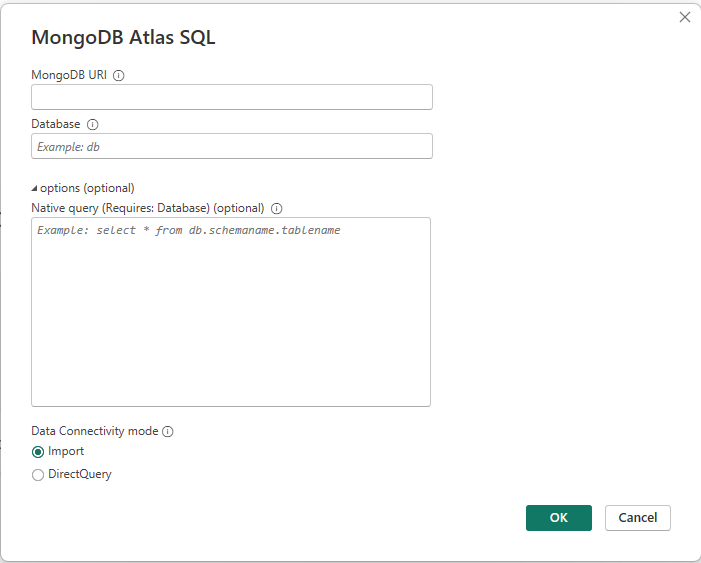 MongoDB Atlas SQL
MongoDB URI
Database
Example: db
options (optional)
Native query (Requires: Database) (optional)
Example: select * from db.schemaname.tablename
Data Connectivity mode
Import
DirectQuery
OK Cancel